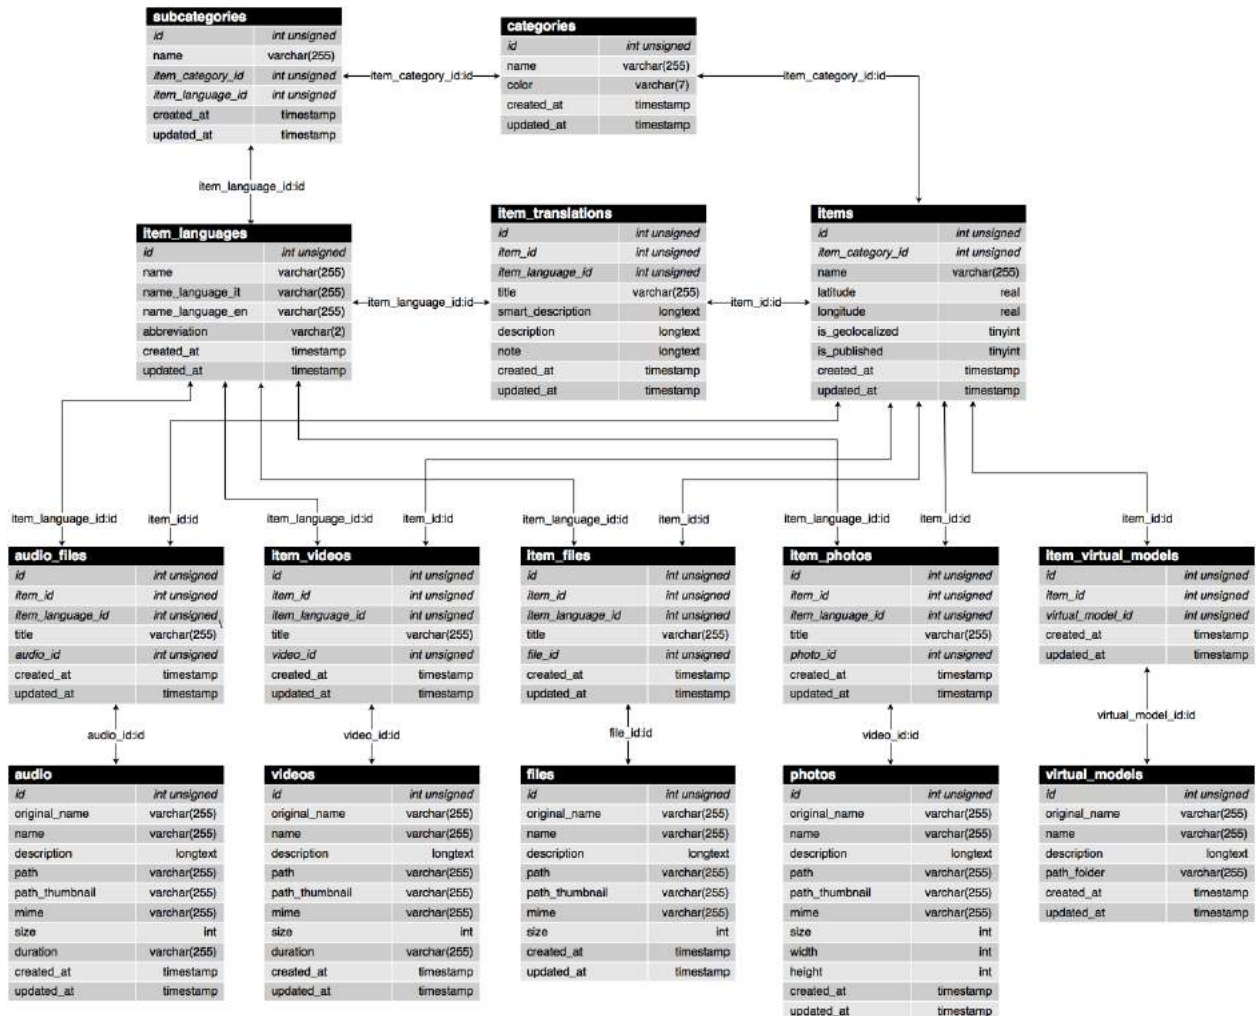 subcategories
id int unsigned
name varchar(255)
item_category_id int unsigned
item_language_id int unsigned
created_at timestamp
updated_at timestamp
item_category_id:id
categories
id int unsigned
name varchar(255)
color varchar(7)
created_at timestamp
updated_at timestamp
item_category_id:id
item_language_id:id
item_languages
id int unsigned
name varchar(255)
name_language_it varchar(255)
name_language_en varchar(255)
abbreviation varchar(2)
created_at timestamp
updated_at timestamp
item_language_id:id
item_translations
id int unsigned
item_id int unsigned
item_language_id int unsigned
title varchar(255)
smart_description longtext
description longtext
note longtext
created_at timestamp
updated_at timestamp
item_id:id
items
id int unsigned
item_category_id int unsigned
name varchar(255)
latitude real
longitude real
is_geolocalized tinyint
is_published tinyint
created_at timestamp
updated_at timestamp
item_language_id:id
item_id:id
item_language_id:id
item_id:id
item_language_id:id
item_id:id
item_language_id:id
item_id:id
item_id:id
audio_files
id int unsigned
item_id int unsigned
item_language_id int unsigned
title varchar(255)
audio_id int unsigned
created_at timestamp
updated_at timestamp
item_videos
id int unsigned
item_id int unsigned
item_language_id int unsigned
title varchar(255)
video_id int unsigned
created_at timestamp
updated_at timestamp
item_files
id int unsigned
item_id int unsigned
item_language_id int unsigned
title varchar(255)
file_id int unsigned
created_at timestamp
updated_at timestamp
item_photos
id int unsigned
item_id int unsigned
item_language_id int unsigned
title varchar(255)
photo_id int unsigned
created_at timestamp
updated_at timestamp
item_virtual_models
id int unsigned
item_id int unsigned
virtual_model_id int unsigned
created_at timestamp
updated_at timestamp
audio_id:id
video_id:id
file_id:id
video_id:id
virtual_model_id:id
audio
id int unsigned
original_name varchar(255)
name varchar(255)
description longtext
path varchar(255)
path_thumbnail varchar(255)
mime varchar(255)
size int
duration varchar(255)
created_at timestamp
updated_at timestamp
videos
id int unsigned
original_name varchar(255)
name varchar(255)
description longtext
path varchar(255)
path_thumbnail varchar(255)
mime varchar(255)
size int
duration varchar(255)
created_at timestamp
updated_at timestamp
files
id int unsigned
original_name varchar(255)
name varchar(255)
description longtext
path varchar(255)
path_thumbnail varchar(255)
mime varchar(255)
size int
created_at timestamp
updated_at timestamp
photos
id int unsigned
original_name varchar(255)
name varchar(255)
description longtext
path varchar(255)
path_thumbnail varchar(255)
mime varchar(255)
size int
width int
height int
created_at timestamp
updated_at timestamp
virtual_models
id int unsigned
original_name varchar(255)
name varchar(255)
description longtext
path_folder varchar(255)
created_at timestamp
updated_at timestamp